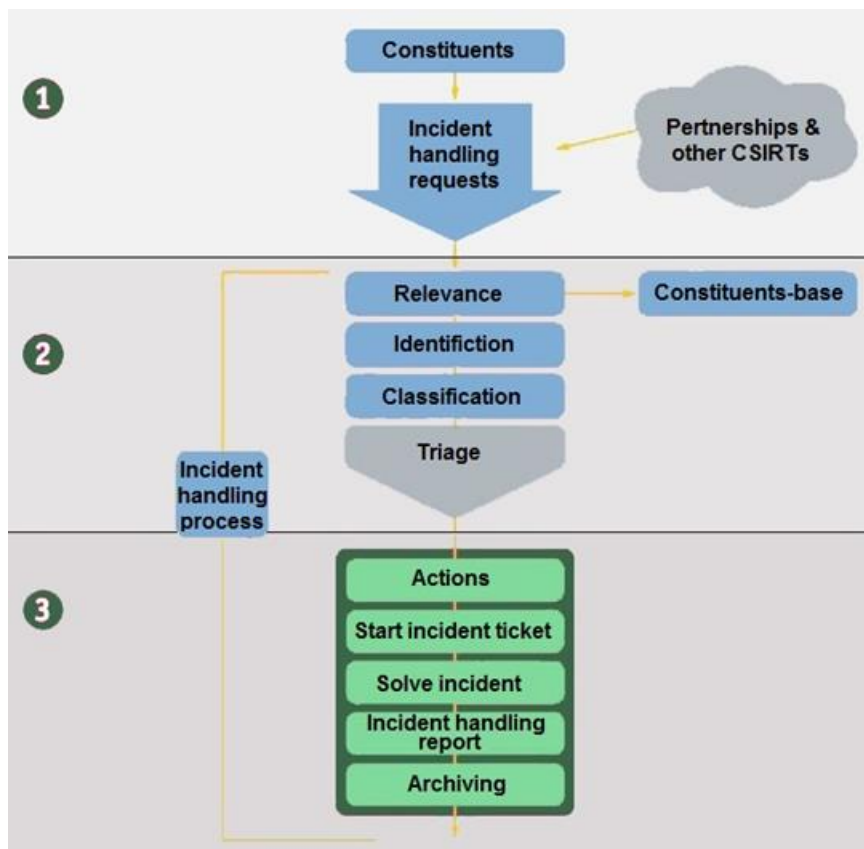 1
Constituents
Incident
handling
requests
Pertnerships &
other CSIRTs
2
Relevance
Constituents-base
Identifiction
Classification
Triage
Incident
handling
process
3
Actions
Start incident ticket
Solve incident
Incident handling
report
Archiving